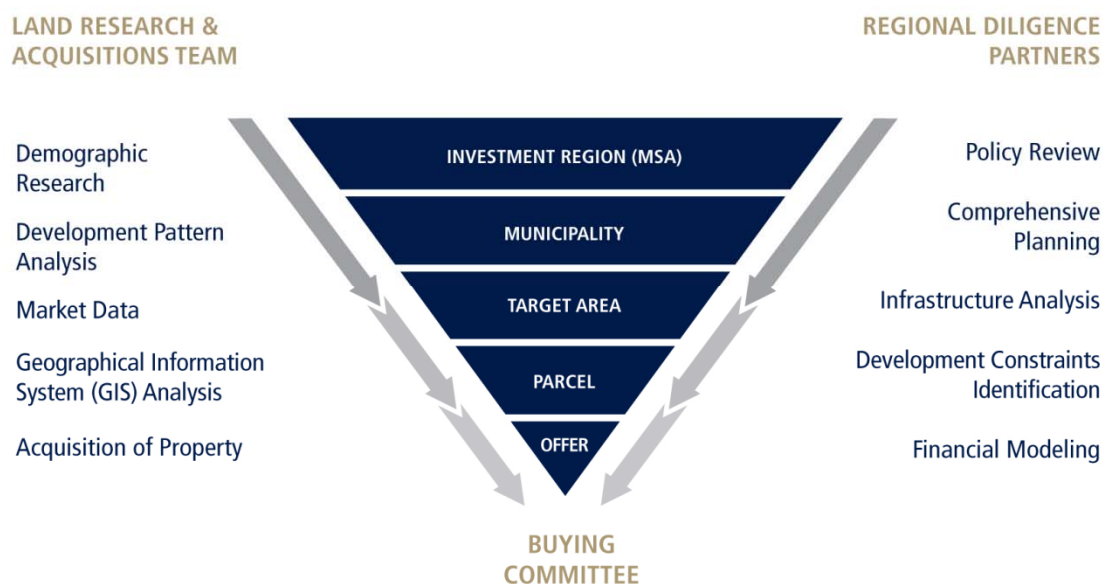 LAND RESEARCH &
ACQUISITIONS TEAM
REGIONAL DILIGENCE
PARTNERS
Demographic
Research
Development Pattern
Analysis
Market Data
Geographical Information
System (GIS) Analysis
Acquisition of Property
INVESTMENT REGION (MSA)
MUNICIPALITY
TARGET AREA
PARCEL
OFFER
Policy Review
Comprehensive
Planning
Infrastructure Analysis
Development Constraints
Identification
Financial Modeling
BUYING
COMMITTEE